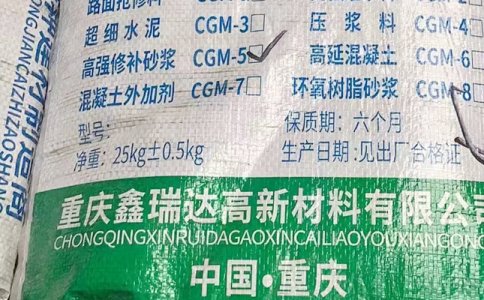 路面抢修料
超细水泥 CGM-3 压浆料 CGM-4
高强修补砂浆 CGM-5 高延混凝土 CGM-6
混凝土外加剂 CGM-7 环氧树脂砂浆 CGM-8
型号: 保质期: 六个月
净重: 25kg±0.5kg 生产日期: 见出厂合格证
重庆鑫瑞达高新材料有限公司
CHONGQINGXINRUIDAGAOXINCAILIAOYOUXIANGONG
中国·重庆